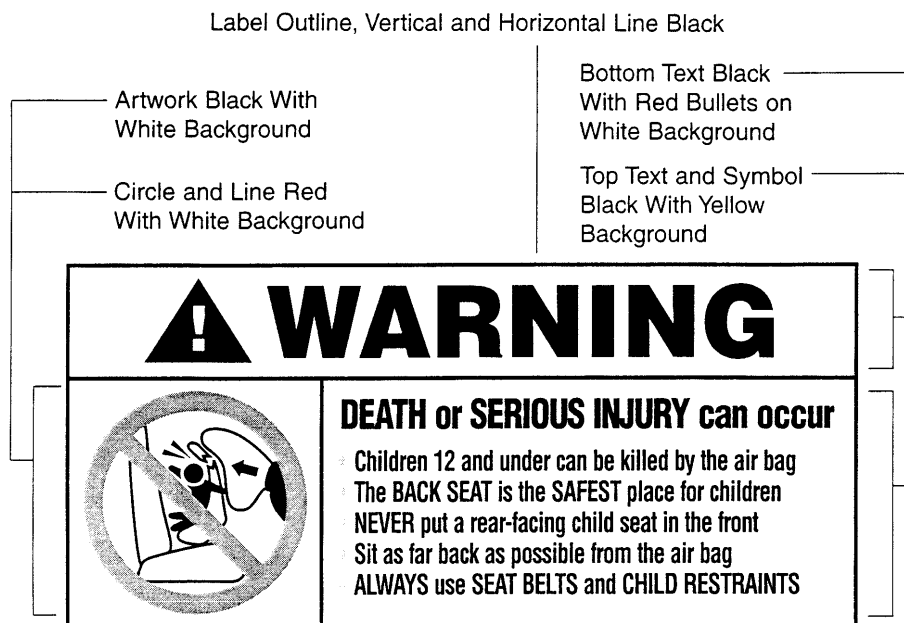 Label Outline, Vertical and Horizontal Line Black
Artwork Black With
White Background
Circle and Line Red
With White Background
Bottom Text Black
With Red Bullets on
White Background
Top Text and Symbol
Black With Yellow
Background
WARNING
DEATH or SERIOUS INJURY can occur
Children 12 and under can be killed by the air bag
The BACK SEAT is the SAFEST place for children
NEVER put a rear-facing child seat in the front
Sit as far back as possible from the air bag
ALWAYS use SEAT BELTS and CHILD RESTRAINTS